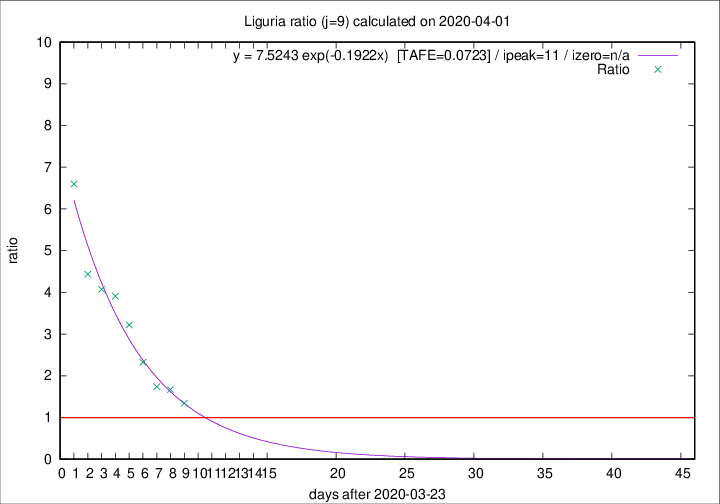 Liguria ratio (j=9) calculated on 2020-04-01
y = 7.5243 exp(-0.1922x) [TAFE=0.0723] / ipeak=11 / izero=n/a
Ratio
10
9
8
7
6
5
4
3
2
1
0
ratio
0 1 2 3 4 5 6 7 8 9 10 11 12 13 14 15 20 25 30 35 40 45
days after 2020-03-23